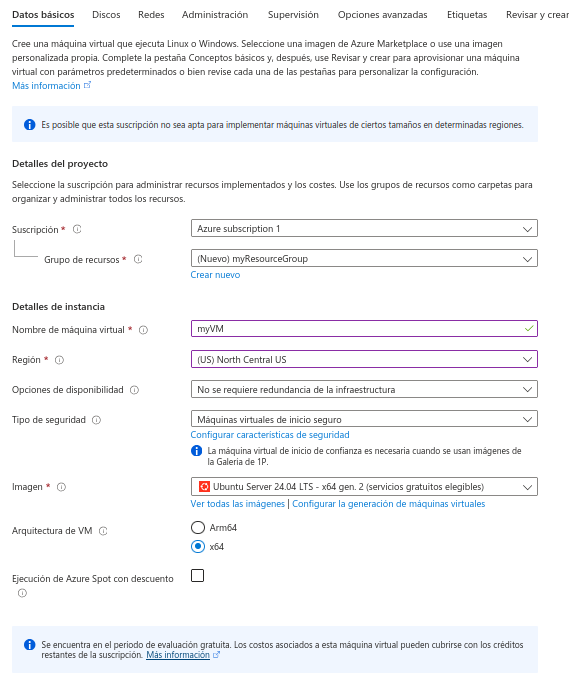 Datos básicos Discos Redes Administración Supervisión Opciones avanzadas Etiquetas Revisar y crear
Cree una máquina virtual que ejecuta Linux o Windows. Seleccione una imagen de Azure Marketplace o use una imagen
personalizada propia. Complete la pestaña Conceptos básicos y, después, use Revisar y crear para aprovisionar una máquina
virtual con parámetros predeterminados o bien revise cada una de las pestañas para personalizar la configuración.
Más información
Es posible que esta suscripción no sea apta para implementar máquinas virtuales de ciertos tamaños en determinadas regiones.
Detalles del proyecto
Seleccione la suscripción para administrar recursos implementados y los costes. Use los grupos de recursos como carpetas para
organizar y administrar todos los recursos.
Suscripción * Azure subscription 1
Grupo de recursos * (Nuevo) myResourceGroup
Crear nuevo
Detalles de instancia
Nombre de máquina virtual * myVM
Región * (US) North Central US
Opciones de disponibilidad No se requiere redundancia de la infraestructura
Tipo de seguridad Máquinas virtuales de inicio seguro
Configurar características de seguridad
La máquina virtual de inicio de confianza es necesaria cuando se usan imágenes de
la Galería de 1P.
Imagen * Ubuntu Server 24.04 LTS - x64 gen. 2 (servicios gratuitos elegibles)
Ver todas las imágenes | Configurar la generación de máquinas virtuales
Arquitectura de VM Arm64
x64
Ejecución de Azure Spot con descuento
Se encuentra en el periodo de evaluación gratuita. Los costos asociados a esta máquina virtual pueden cubrirse con los créditos
restantes de la suscripción. Más información